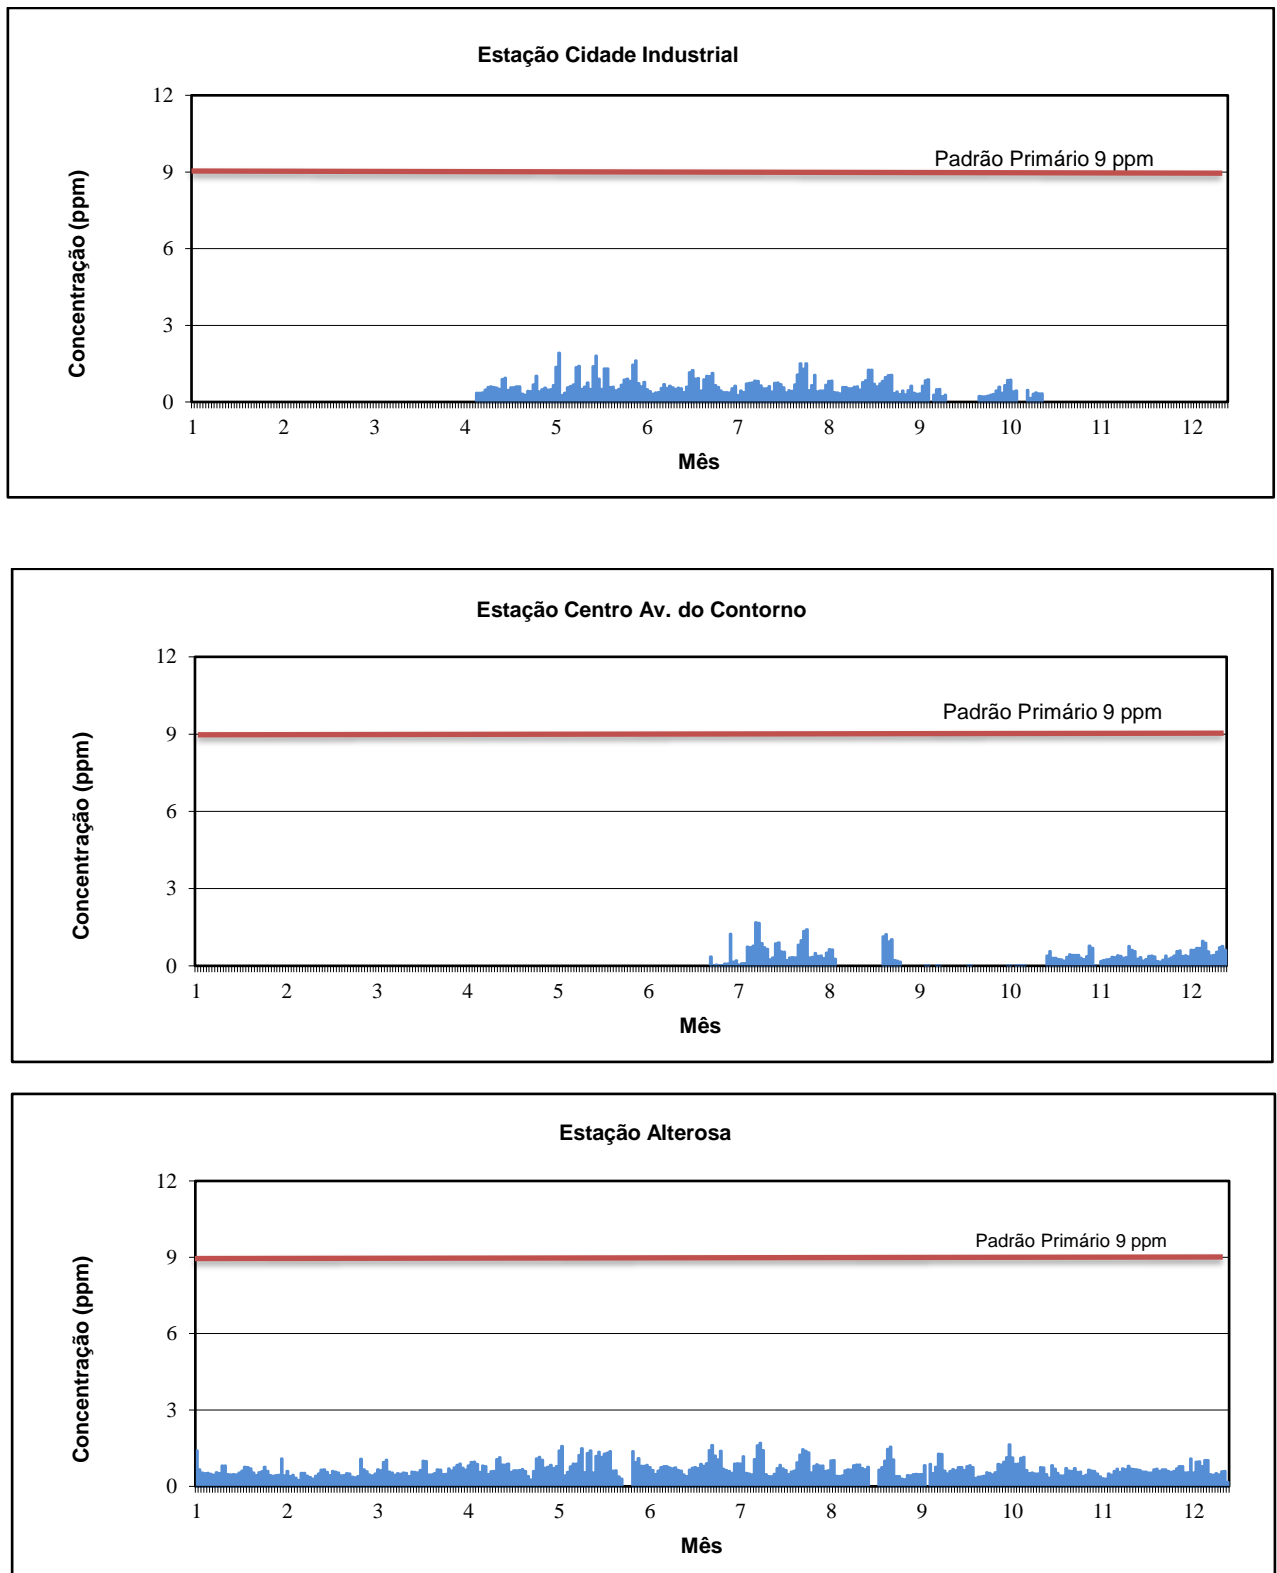 Estação Cidade Industrial
12
Padrão Primário 9 ppm
9
6
3
0
Concentração (ppm)
1 2 3 4 5 6 7 8 9 10 11 12
Mês
Estação Centro Av. do Contorno
12
Padrão Primário 9 ppm
9
6
3
0
Concentração (ppm)
1 2 3 4 5 6 7 8 9 10 11 12
Mês
Estação Alterosa
12
Padrão Primário 9 ppm
9
6
3
0
Concentração (ppm)
1 2 3 4 5 6 7 8 9 10 11 12
Mês